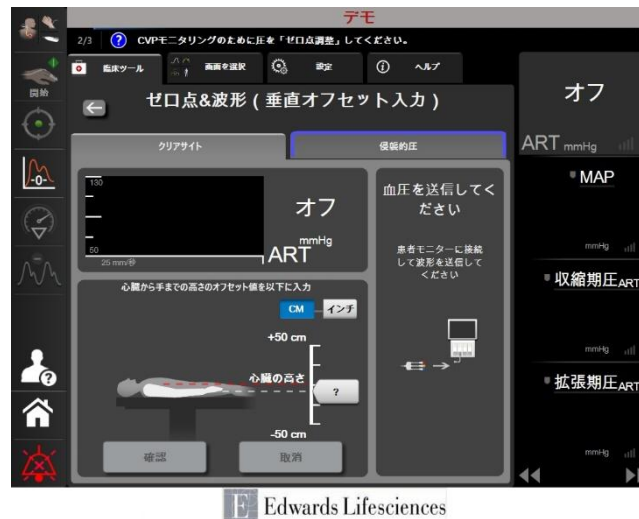 デモ
2/3 ? CVPモニタリングのために圧を「ゼロ点調整」してください。
臨床ツール
画面を選択
設定
ヘルプ
開始
ゼロ点&波形 ( 垂直オフセット入力 )
クリアサイト
侵襲的圧
130
50
25 mm/秒
オフ
mmHg
ART
血圧を送信してく
ださい
患者モニターに接続
して波形を送信して
ください
心臓から手までの高さのオフセット値を以下に入力
CM
インチ
+50 cm
心臓の高さ
?
-50 cm
確認
取消
オフ
ART mmHg
MAP
mmHg
収縮期圧ART
mmHg
拡張期圧ART
mmHg
-0-
?
E Edwards Lifesciences